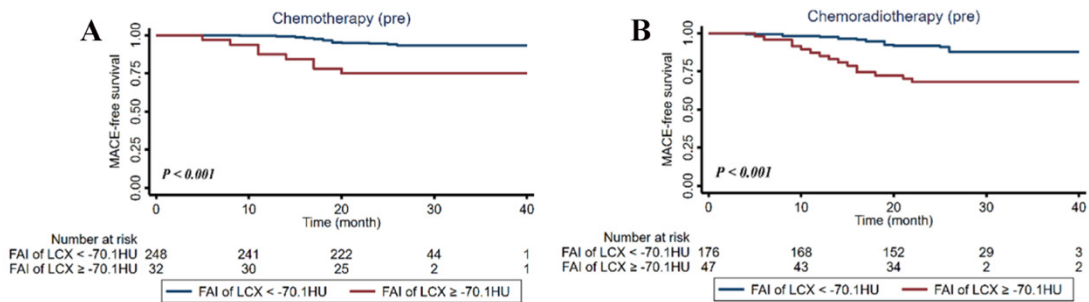 A
Chemotherapy (pre)
MACE-free survival
1.00
0.75
0.50
0.25
0.00
P < 0.001
0 10 20 30 40
Time (month)
Number at risk
FAI of LCX < -70.1HU 248 241 222 44 1
FAI of LCX ≥ -70.1HU 32 30 25 2 1
FAI of LCX < -70.1HU FAI of LCX ≥ -70.1HU
B
Chemoradiotherapy (pre)
MACE-free survival
1.00
0.75
0.50
0.25
0.00
P < 0.001
0 10 20 30 40
Time (month)
Number at risk
FAI of LCX < -70.1HU 176 168 152 29 3
FAI of LCX ≥ -70.1HU 47 43 34 2 2
FAI of LCX < -70.1HU FAI of LCX ≥ -70.1HU